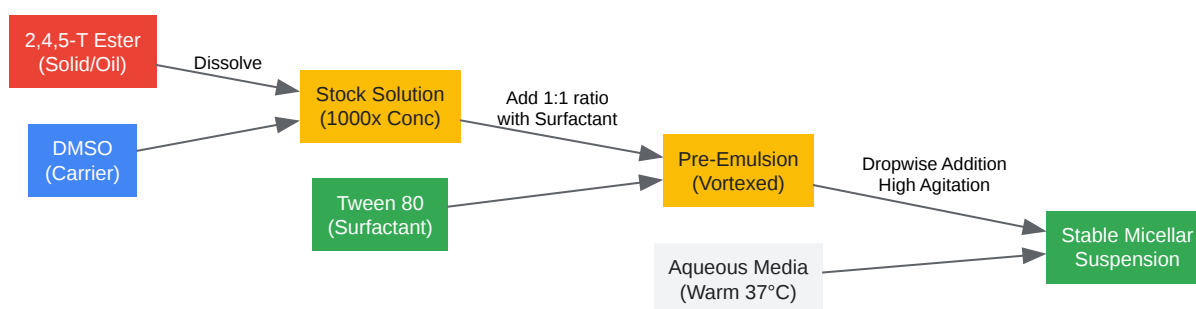 2,4,5-T Ester
(Solid/Oil)
Dissolve
DMSO
(Carrier)
Stock Solution
(1000x Conc)
Add 1:1 ratio
with Surfactant
Tween 80
(Surfactant)
Pre-Emulsion
(Vortexed)
Dropwise Addition
High Agitation
Aqueous Media
(Warm 37°C)
Stable Micellar
Suspension